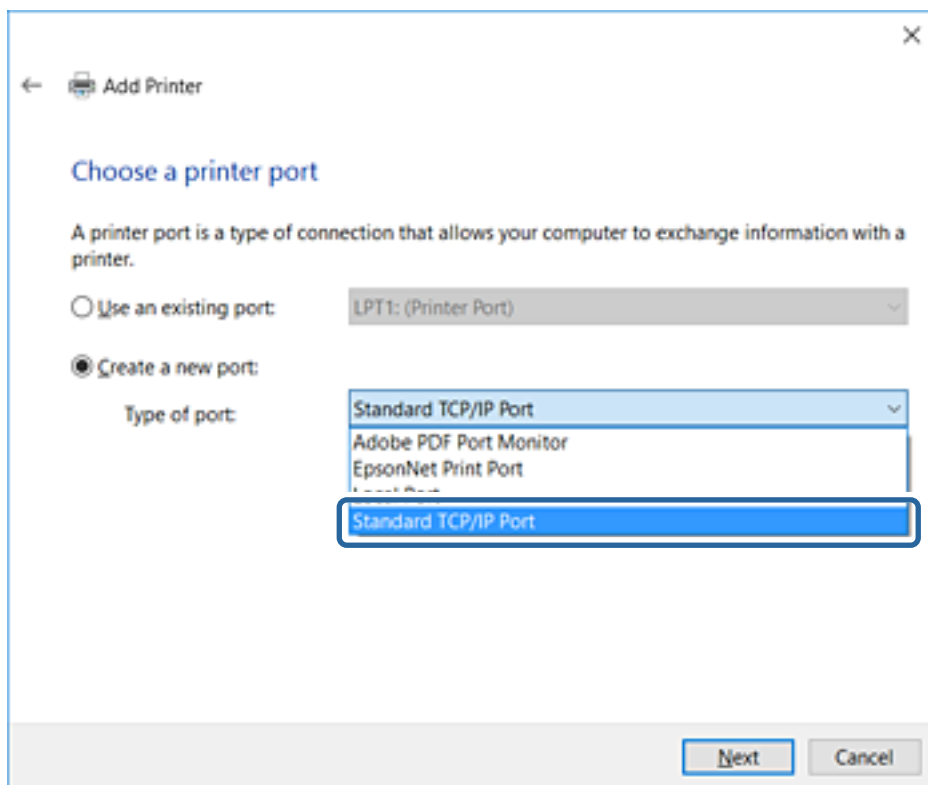 Add Printer
Choose a printer port
A printer port is a type of connection that allows your computer to exchange information with a
printer.
Use an existing port: LPT1: (Printer Port)
Create a new port:
Type of port: Standard TCP/IP Port
Adobe PDF Port Monitor
EpsonNet Print Port
Local Port
Standard TCP/IP Port
Next Cancel